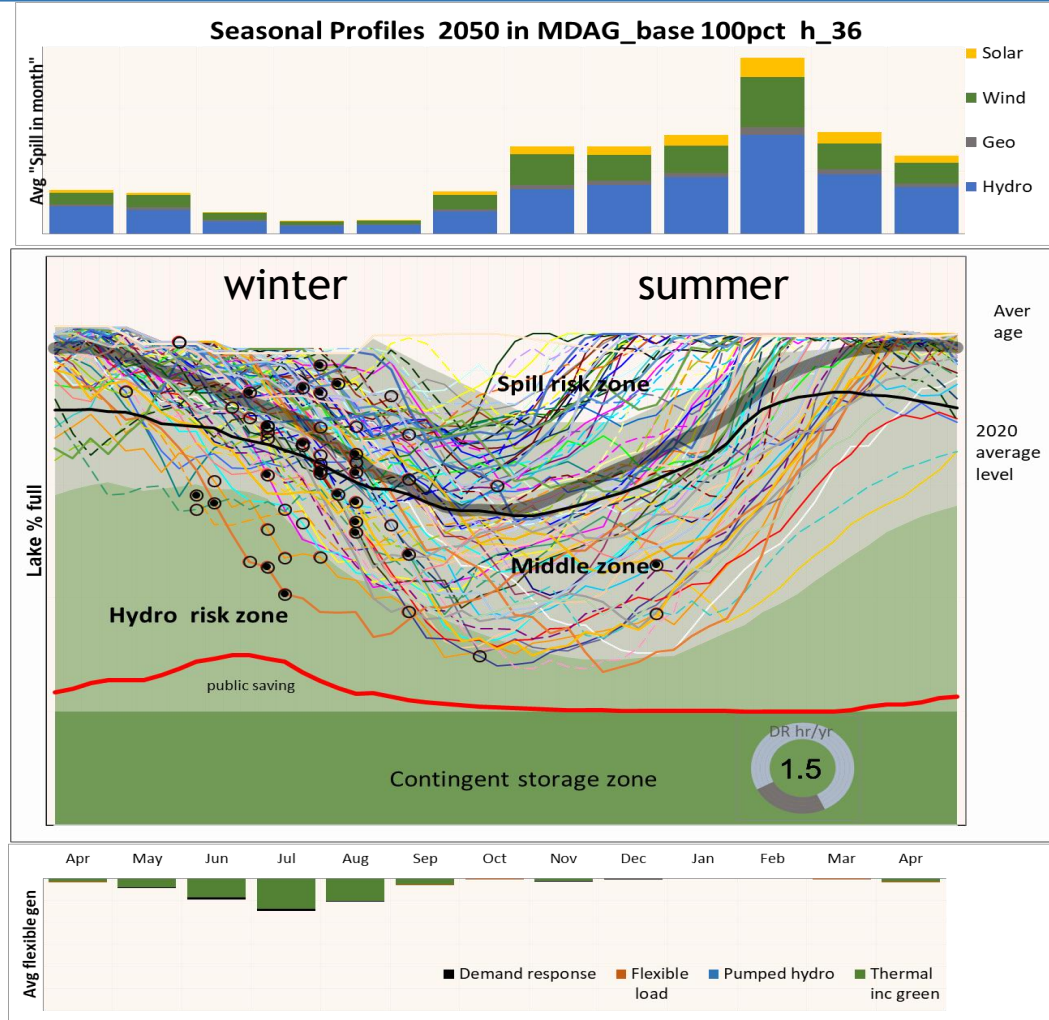 Seasonal Profiles 2050 in MDAG_base 100pct h_36
Avg "Spill in month"
Solar
Wind
Geo
Hydro
winter
summer
Aver
age
Spill risk zone
2020
average
level
Lake % full
Middle zone
Hydro risk zone
public saving
DR hr/yr
1.5
Contingent storage zone
Apr May Jun Jul Aug Sep Oct Nov Dec Jan Feb Mar Apr
Avg flexible gen
Demand response
Flexible
load
Pumped hydro
Thermal
inc green